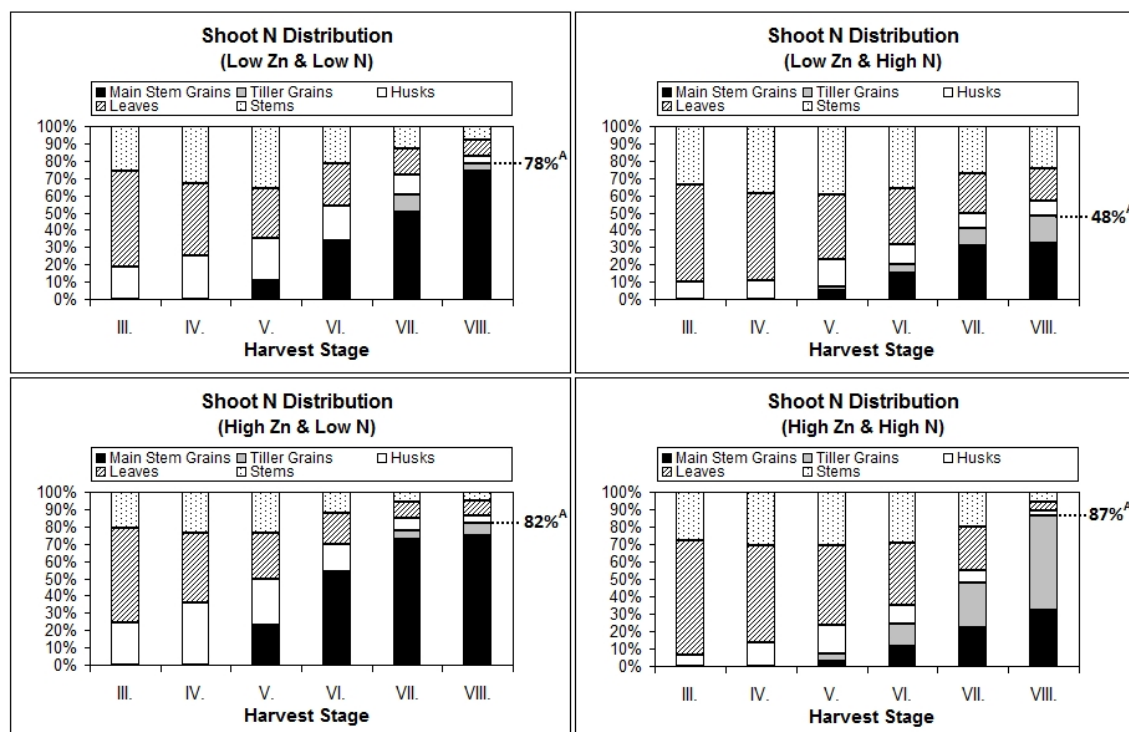 Shoot N Distribution
(Low Zn & Low N)
Main Stem Grains Tiller Grains Husks
Leaves Stems
100%
90%
80%
70%
60%
50%
40%
30%
20%
10%
0%
78%A
III. IV. V. VI. VII. VIII.
Harvest Stage
Shoot N Distribution
(Low Zn & High N)
Main Stem Grains Tiller Grains Husks
Leaves Stems
100%
90%
80%
70%
60%
50%
40%
30%
20%
10%
0%
48%A
III. IV. V. VI. VII. VIII.
Harvest Stage
Shoot N Distribution
(High Zn & Low N)
Main Stem Grains Tiller Grains Husks
Leaves Stems
100%
90%
80%
70%
60%
50%
40%
30%
20%
10%
0%
82%A
III. IV. V. VI. VII. VIII.
Harvest Stage
Shoot N Distribution
(High Zn & High N)
Main Stem Grains Tiller Grains Husks
Leaves Stems
100%
90%
80%
70%
60%
50%
40%
30%
20%
10%
0%
87%A
III. IV. V. VI. VII. VIII.
Harvest Stage